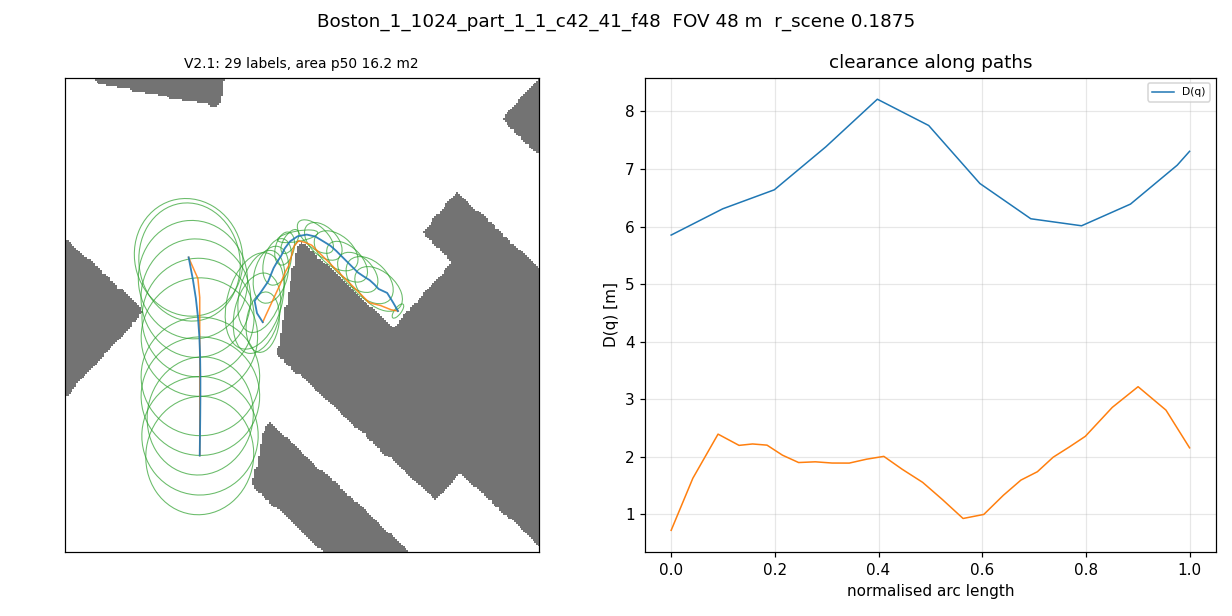 Boston_1_1024_part_1_1_c42_41_f48  FOV 48 m  r_scene 0.1875
V2.1: 29 labels, area p50 16.2 m2
clearance along paths
D(q)
8
7
6
5
4
3
2
1
D(q) [m]
0.0 0.2 0.4 0.6 0.8 1.0
normalised arc length